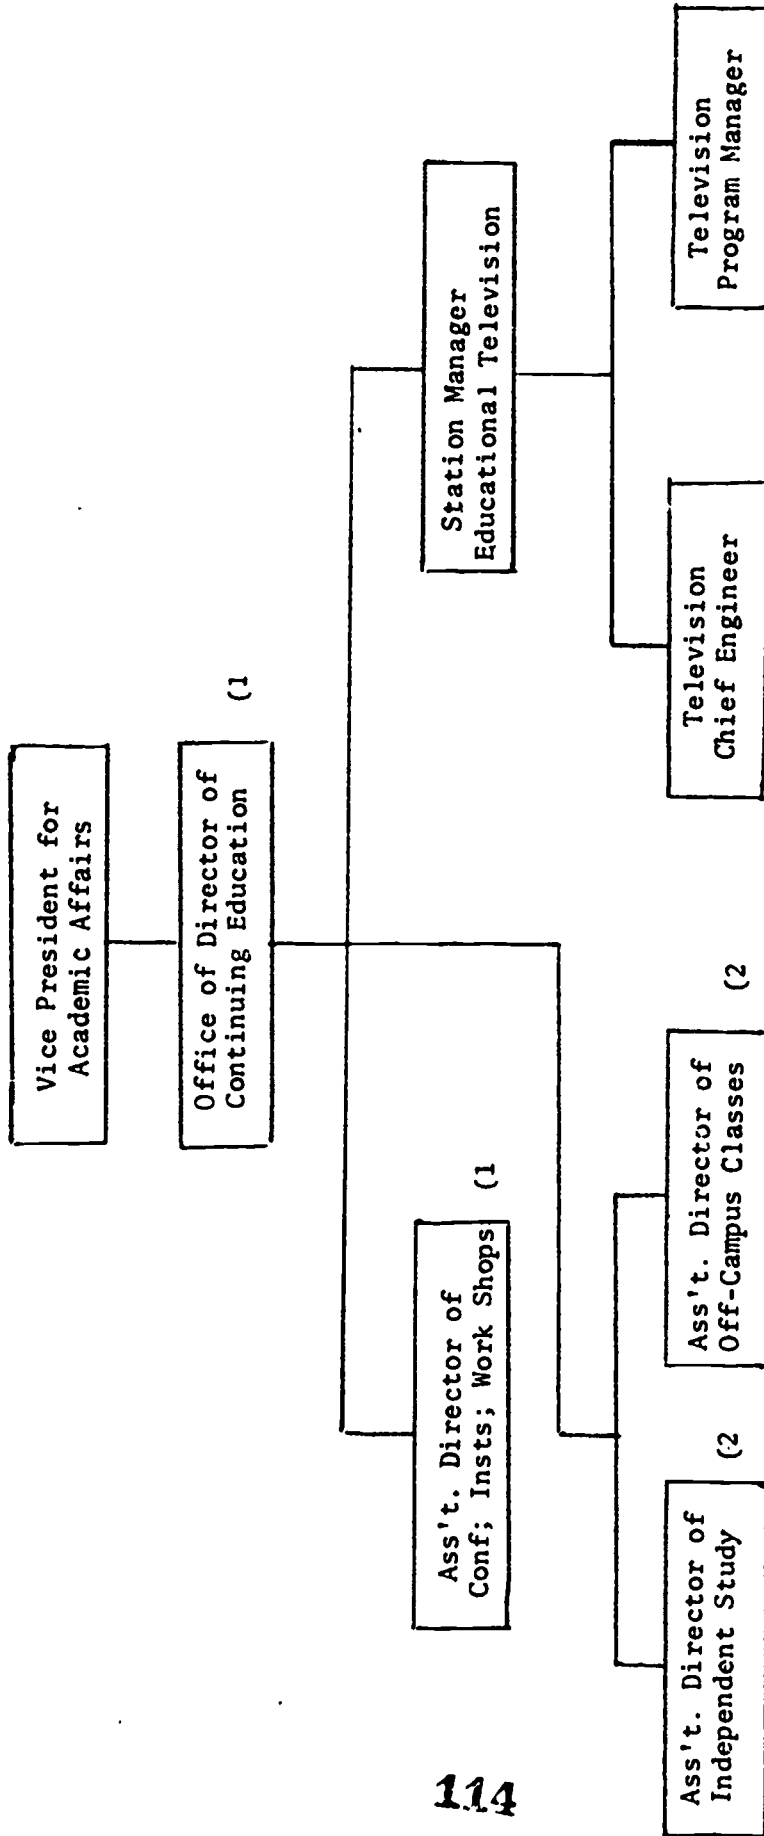 Vice President for
Academic Affairs
Office of Director of
Continuing Education
(1
Ass't. Director of
Conf; Insts; Work Shops
(1
Station Manager
Educational Television
Ass't. Director of
Independent Study
(2
Ass't. Director of
Off-Campus Classes
(2
Television
Chief Engineer
Television
Program Manager
114